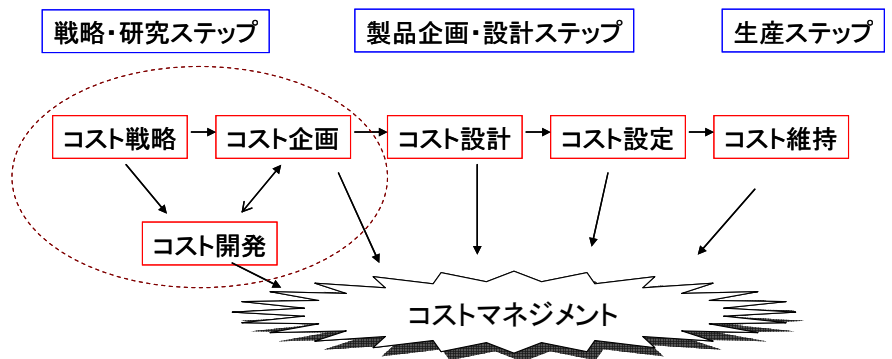 戦略・研究ステップ
製品企画・設計ステップ
生産ステップ
コスト戦略
コスト企画
コスト設計
コスト設定
コスト維持
コスト開発
コストマネジメント